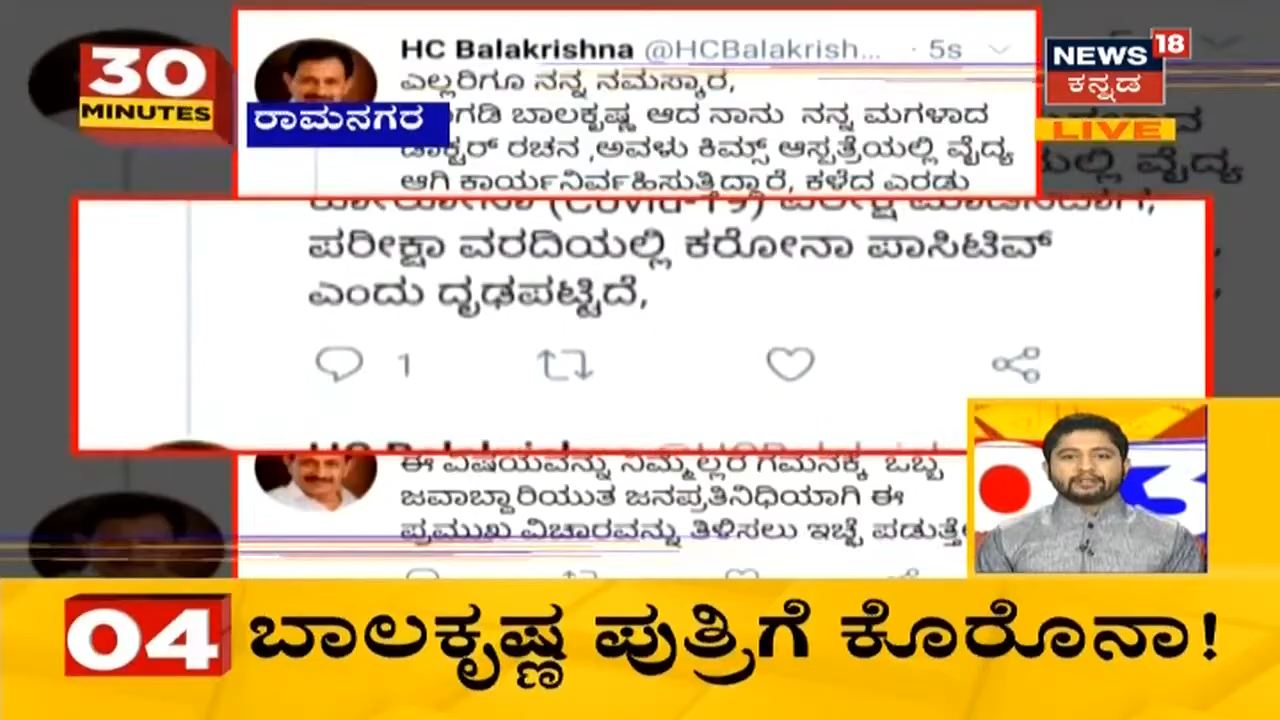 30
MINUTES
ರಾಮನಗರ
HC Balakrishna @HCBalakrish... · 5s
ಎಲ್ಲರಿಗೂ ನನ್ನ ನಮಸ್ಕಾರ,
ಬಾಲಕೃಷ್ಣ ಆದ ನಾನು ನನ್ನ ಮಗಳಾದ
ಡಾಕ್ಟರ್ ರಚನ ,ಅವಳು ಕಿಮ್ಸ್ ಆಸ್ಪತ್ರೆಯಲ್ಲಿ ವೈದ್ಯ
ಆಗಿ ಕಾರ್ಯನಿರ್ವಹಿಸುತ್ತಿದ್ದಾರೆ, ಕಳೆದ ಎರಡು
NEWS 18
ಕನ್ನಡ
LIVE
(Covid-19)
ಪರೀಕ್ಷಾ ವರದಿಯಲ್ಲಿ ಕರೋನಾ ಪಾಸಿಟಿವ್
ಎಂದು ದೃಢಪಟ್ಟಿದೆ,
1
ಈ ವಿಷಯವನ್ನು ನಿಮ್ಮೆಲ್ಲರ ಗಮನಕ್ಕೆ ಒಬ್ಬ
ಜವಾಬ್ದಾರಿಯುತ ಜನಪ್ರತಿನಿಧಿಯಾಗಿ ಈ
ಪ್ರಮುಖ ವಿಚಾರವನ್ನು ತಿಳಿಸಲು ಇಚ್ಛೆ
04 ಬಾಲಕೃಷ್ಣ ಪುತ್ರಿಗೆ ಕೊರೊನಾ!